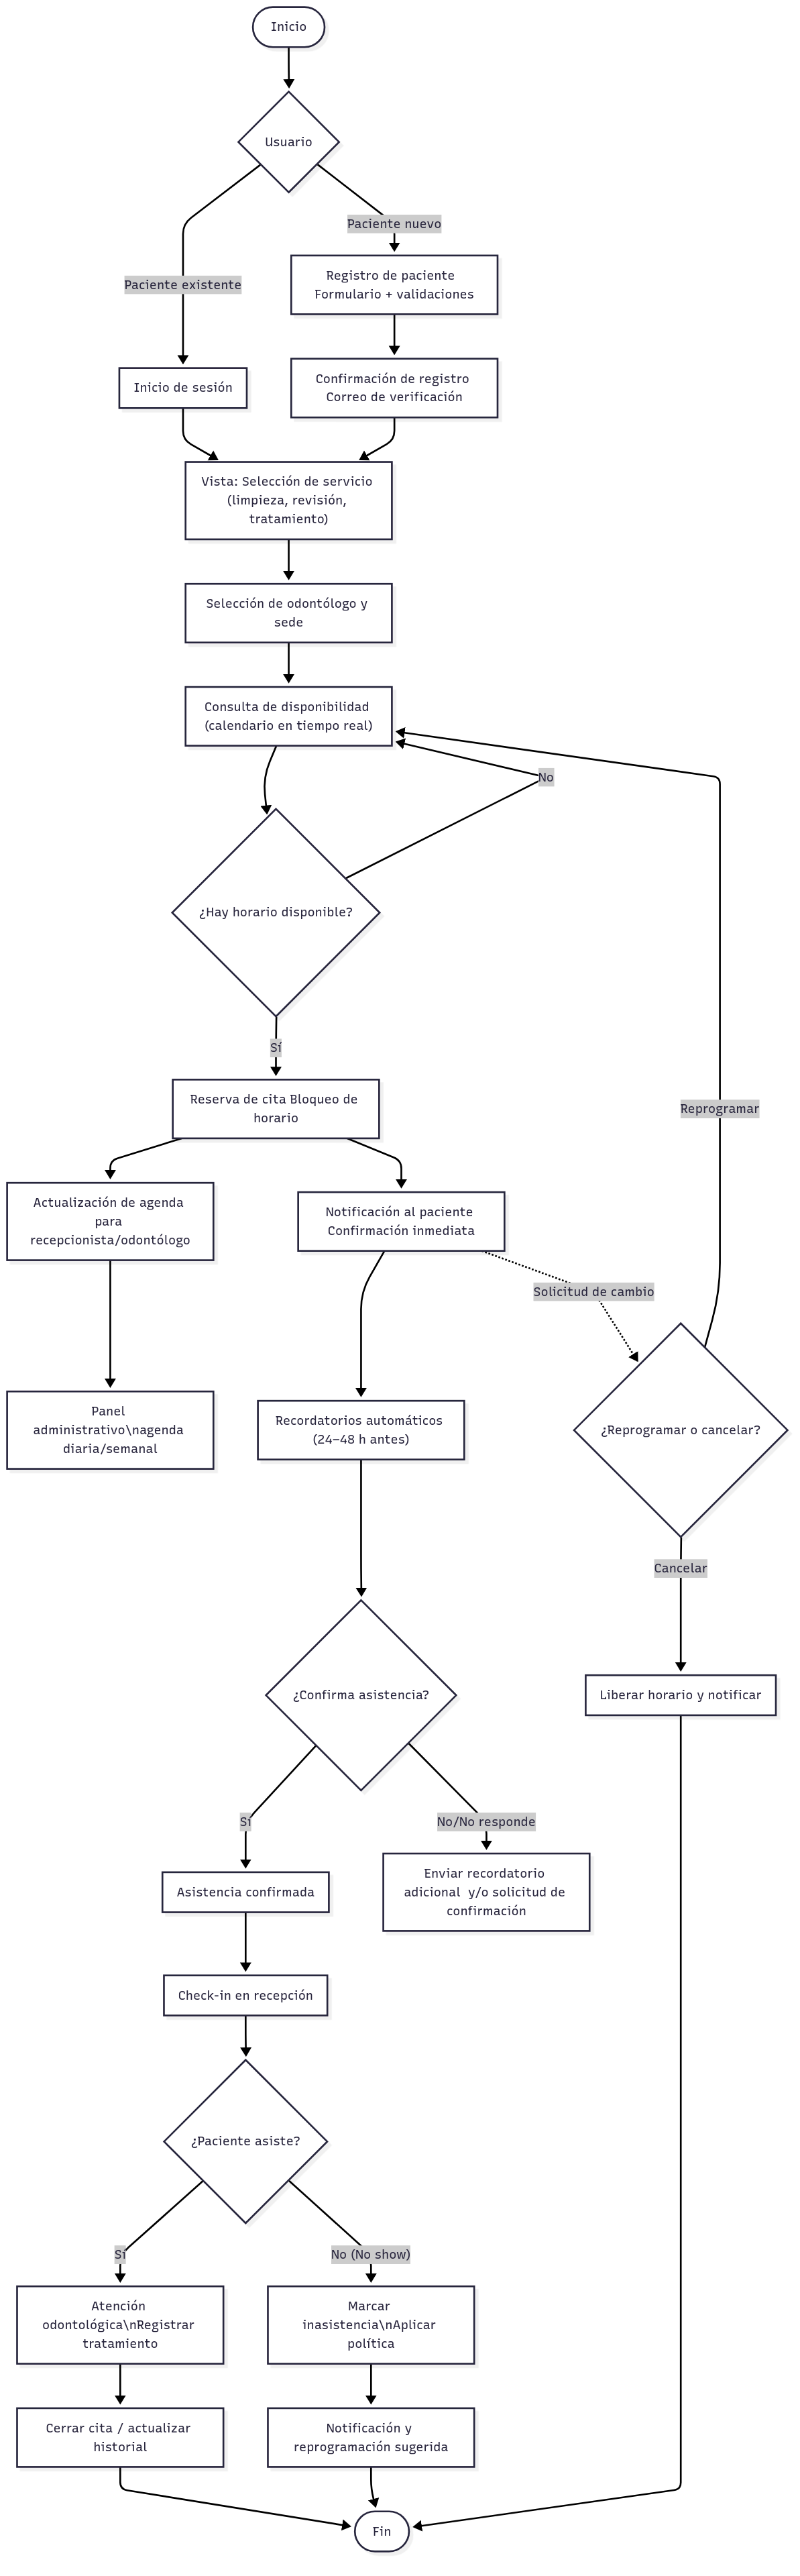 Inicio
Usuario
Paciente nuevo
Registro de paciente
Formulario + validaciones
Paciente existente
Inicio de sesión
Confirmación de registro
Correo de verificación
Vista: Selección de servicio
(limpieza, revisión,
tratamiento)
Selección de odontólogo y
sede
Consulta de disponibilidad
(calendario en tiempo real)
No
¿Hay horario disponible?
Sí
Reserva de cita Bloqueo de
horario
Reprogramar
Actualización de agenda
para
recepcionista/odontólogo
Notificación al paciente
Confirmación inmediata
Solicitud de cambio
Panel
administrativo\nagenda
diaria/semanal
Recordatorios automáticos
(24–48 h antes)
¿Reprogramar o cancelar?
Cancelar
¿Confirma asistencia?
Liberar horario y notificar
Sí
No/No responde
Asistencia confirmada
Enviar recordatorio
adicional y/o solicitud de
confirmación
Check-in en recepción
¿Paciente asiste?
Sí
No (No show)
Atención
odontológica\nRegistrar
tratamiento
Marcar
inasistencia\nAplicar
política
Cerrar cita / actualizar
historial
Notificación y
reprogramación sugerida
Fin